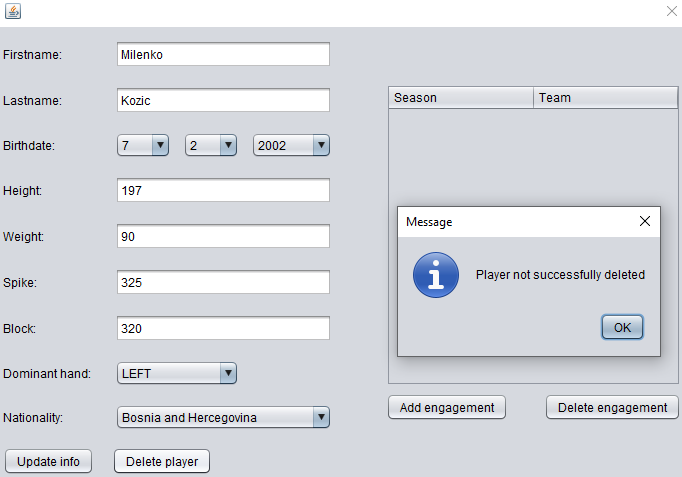 Firstname: Milenko
Lastname: Kozic
Birthdate: 7 2 2002
Height: 197
Weight: 90
Spike: 325
Block: 320
Dominant hand: LEFT
Nationality: Bosnia and Hercegovina
Update info Delete player
Season Team
Message
Player not successfully deleted
OK
Add engagement Delete engagement